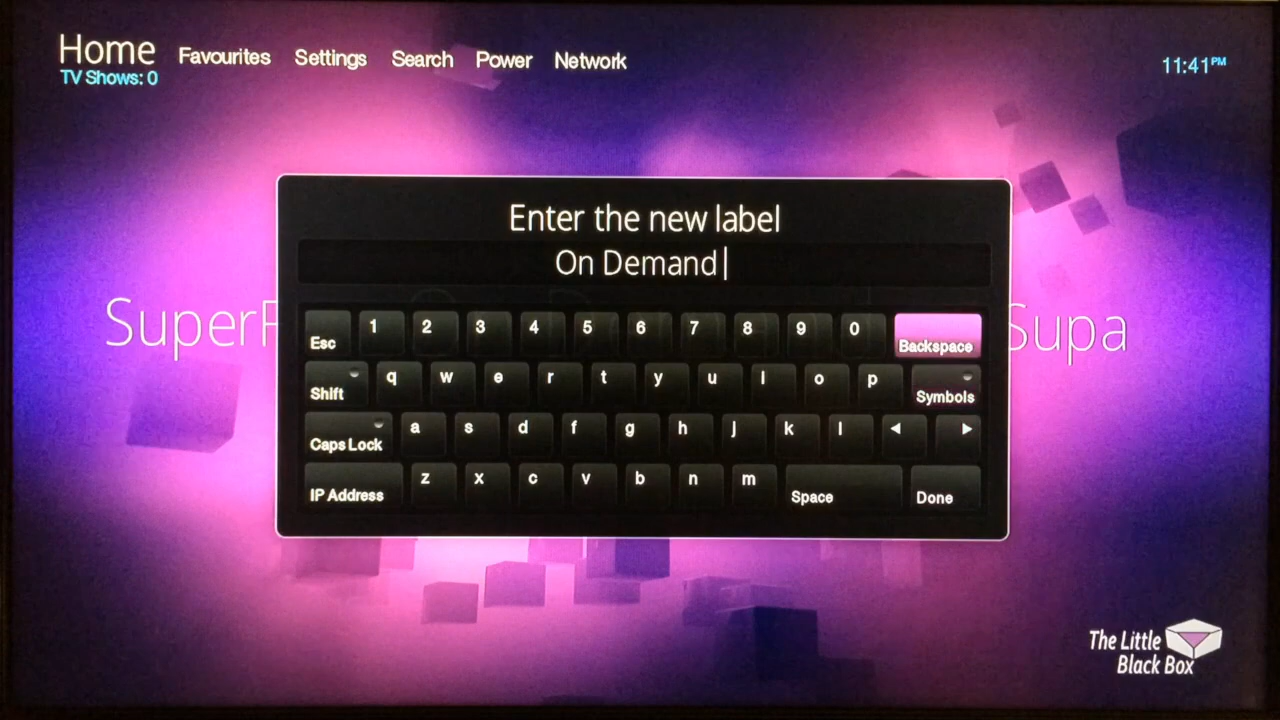 Home Favourites Settings Search Power Network
TV Shows: 0
11:41PM
Enter the new label
On Demand
SuperF
Supa
Esc 1 2 3 4 5 6 7 8 9 0 Backspace
Shift q w e r t y u i o p Symbols
Caps Lock a s d f g h j k l ◀ ▶
IP Address z x c v b n m Space Done
The Little
Black Box